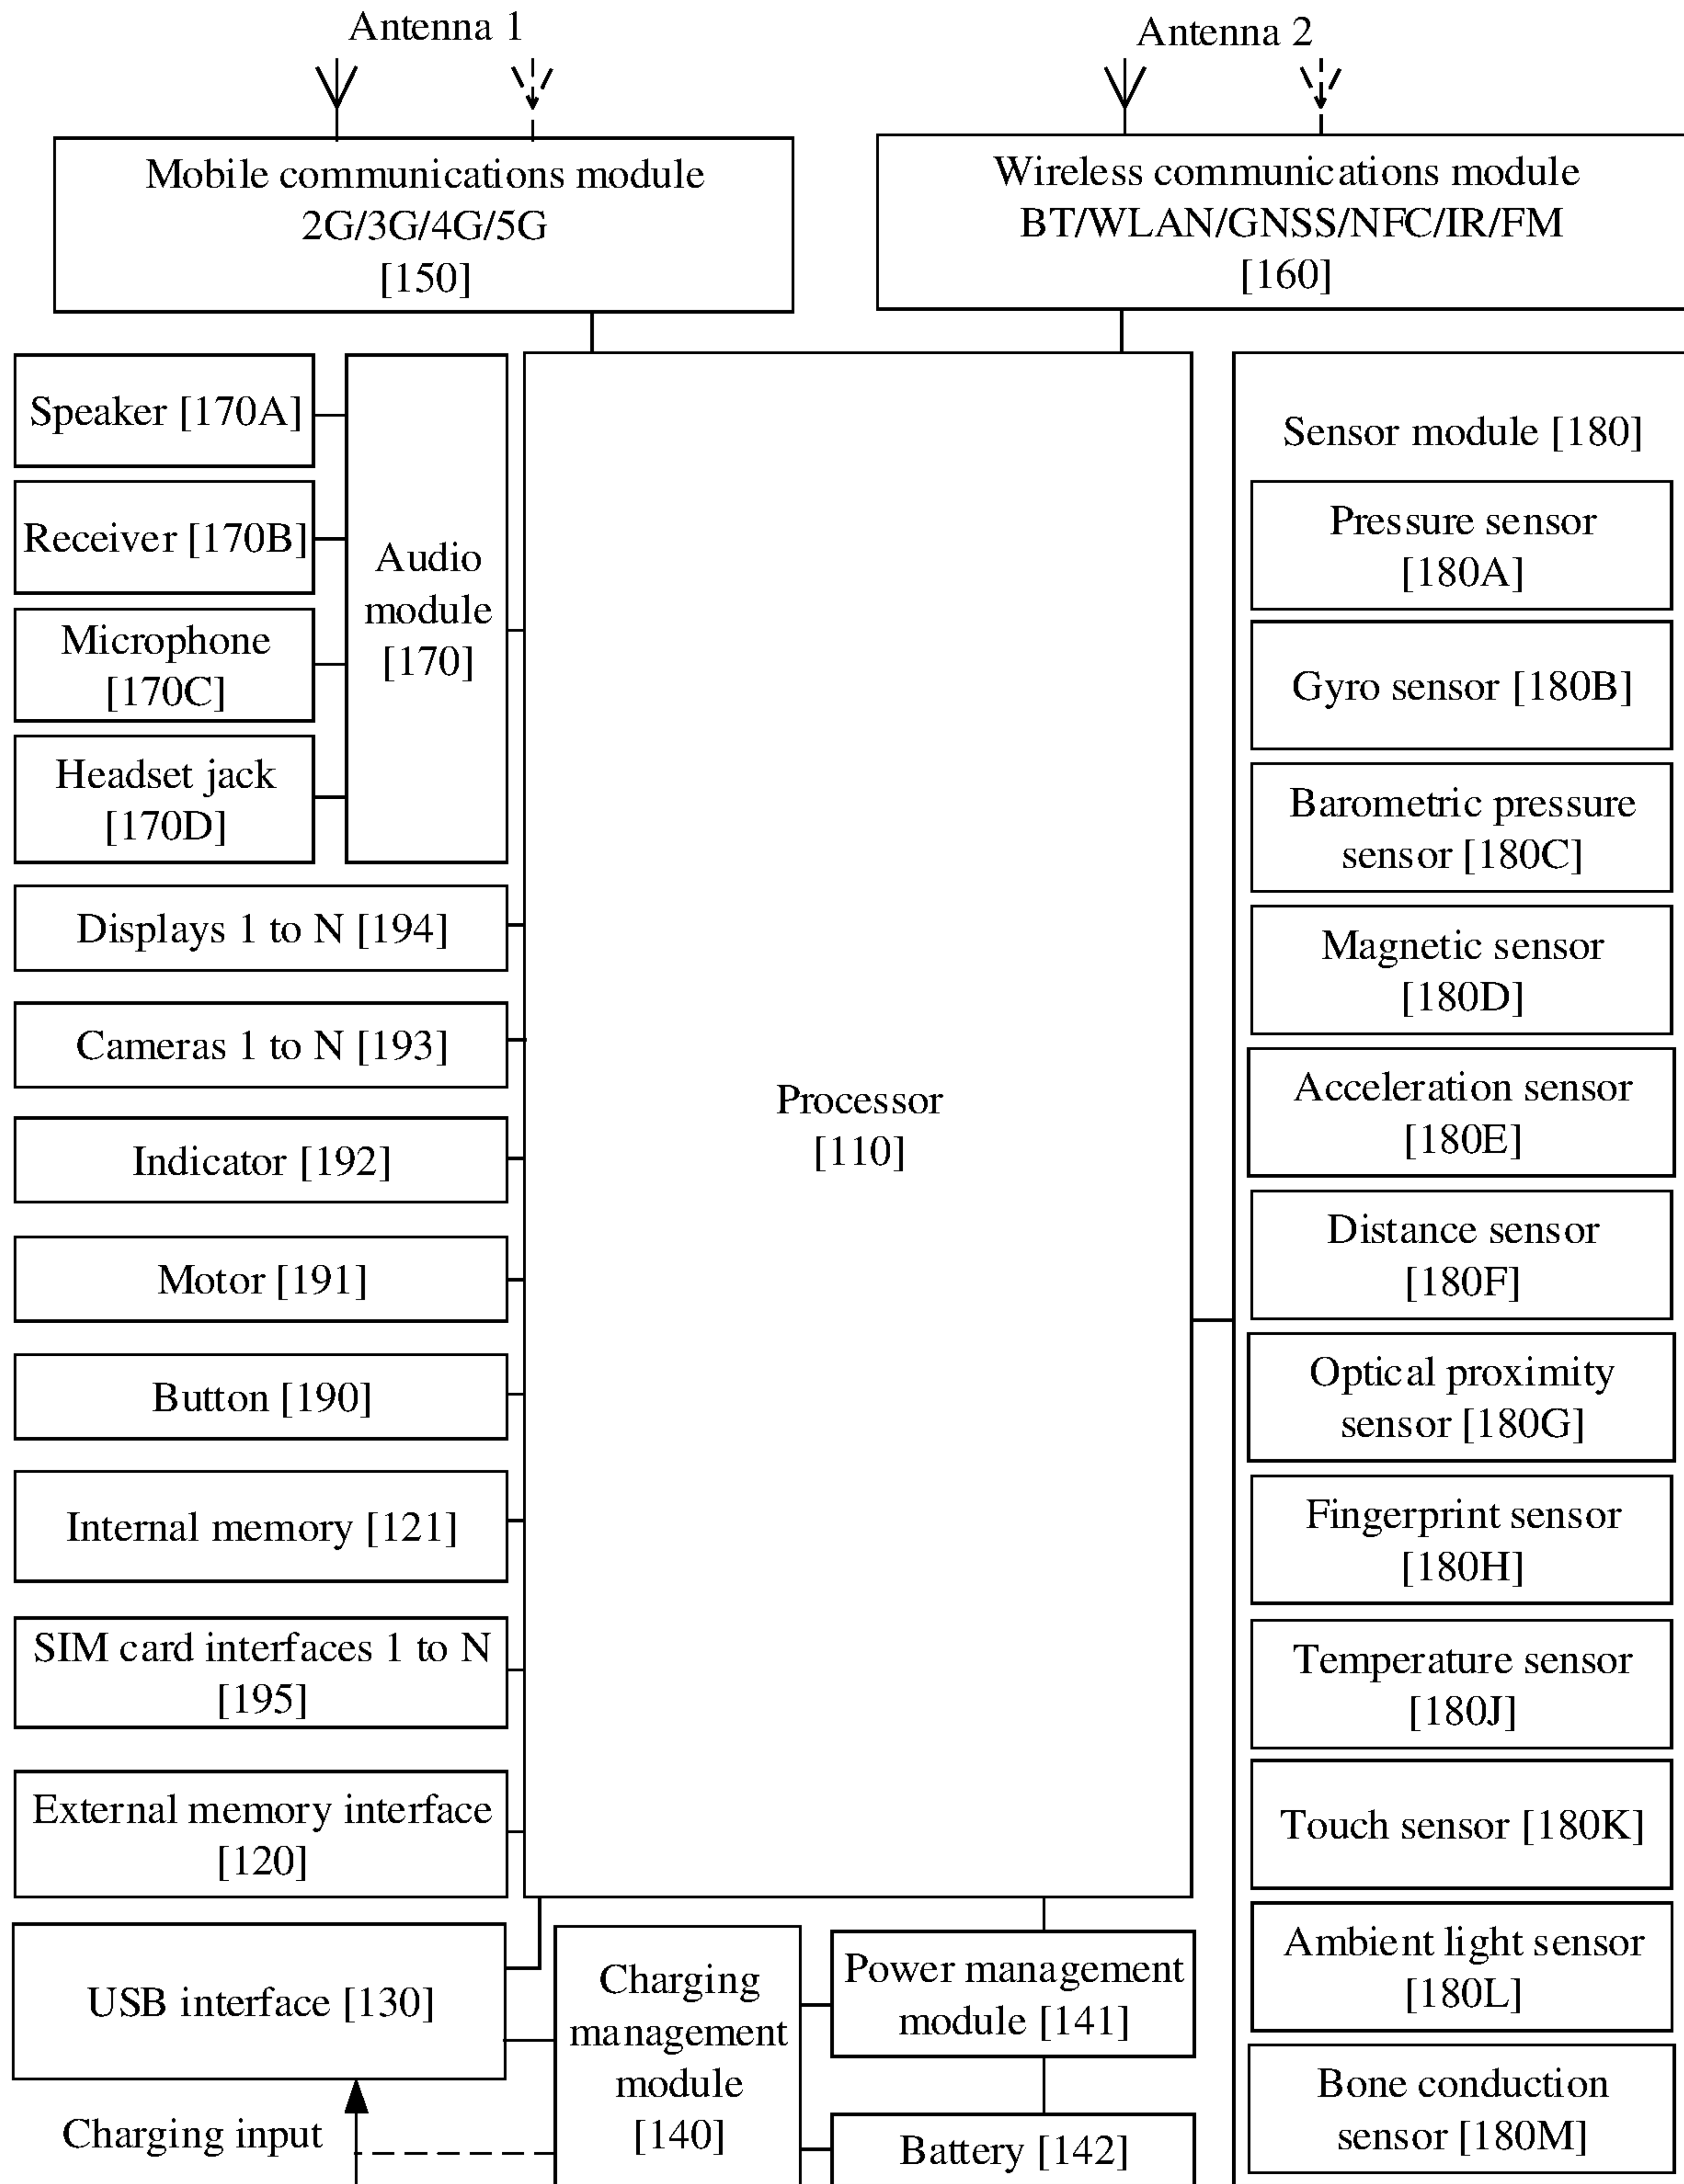 Antenna 1
Antenna 2
Mobile communications module
2G/3G/4G/5G
[150]
Wireless communications module
BT/WLAN/GNSS/NFC/IR/FM
[160]
Speaker [170A]
Receiver [170B]
Microphone
[170C]
Headset jack
[170D]
Audio
module
[170]
Displays 1 to N [194]
Cameras 1 to N [193]
Indicator [192]
Motor [191]
Button [190]
Internal memory [121]
SIM card interfaces 1 to N
[195]
External memory interface
[120]
Processor
[110]
Sensor module [180]
Pressure sensor
[180A]
Gyro sensor [180B]
Barometric pressure
sensor [180C]
Magnetic sensor
[180D]
Acceleration sensor
[180E]
Distance sensor
[180F]
Optical proximity
sensor [180G]
Fingerprint sensor
[180H]
Temperature sensor
[180J]
Touch sensor [180K]
Ambient light sensor
[180L]
Bone conduction
sensor [180M]
USB interface [130]
Charging input
Charging
management
module
[140]
Power management
module [141]
Battery [142]